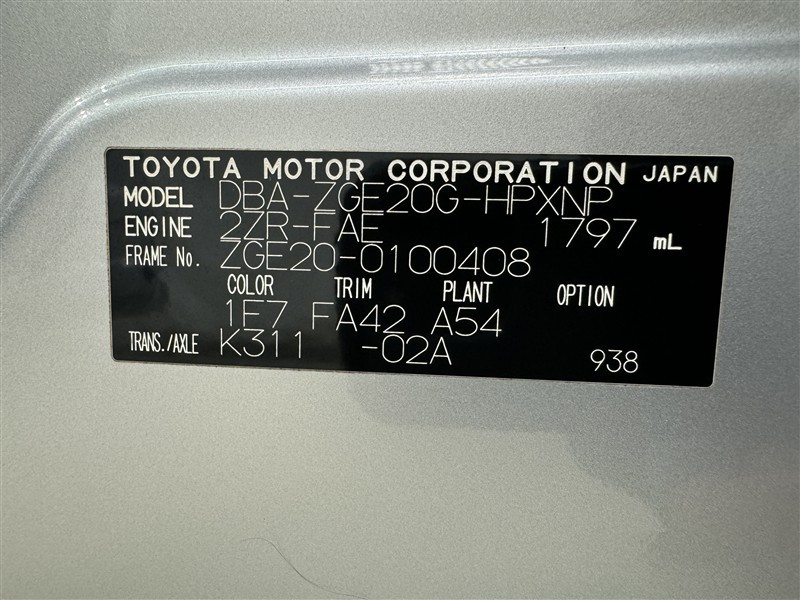 TOYOTA MOTOR CORPORATION JAPAN
MODEL DBA-ZGE20G-HPXNP
ENGINE 2ZR-FAE 1797 mL
FRAME No. ZGE20-0100408
COLOR TRIM PLANT OPTION
1F7 FA42 A54
TRANS./AXLE K311 -02A 938